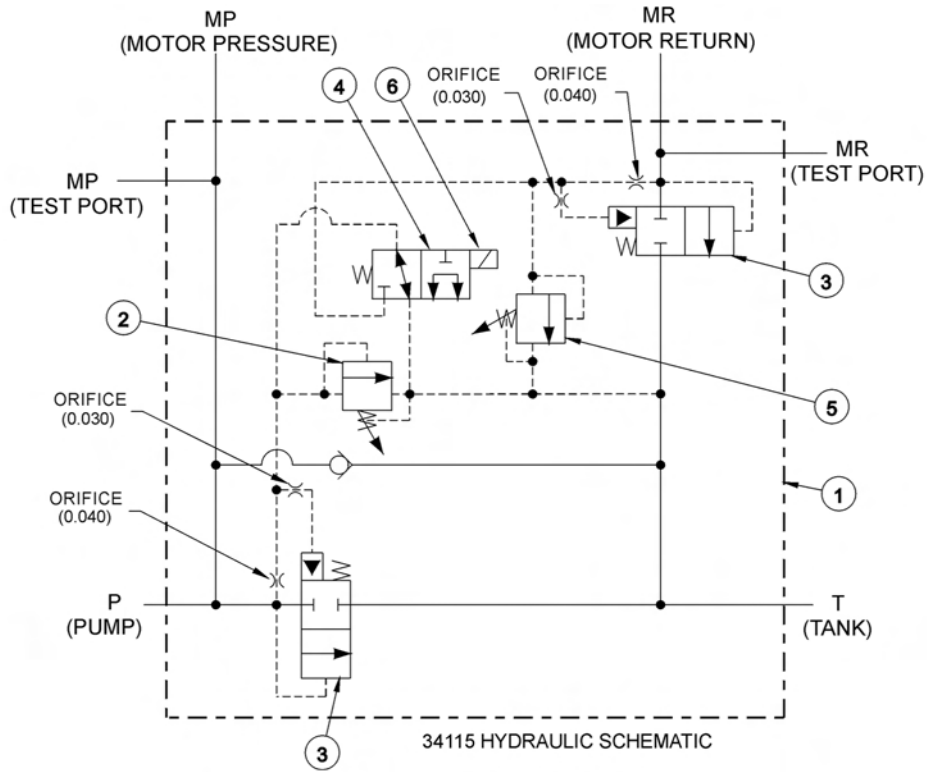 MP
(MOTOR PRESSURE)
MR
(MOTOR RETURN)
4
6
ORIFICE
(0.030)
ORIFICE
(0.040)
MP
(TEST PORT)
MR
(TEST PORT)
3
2
5
ORIFICE
(0.030)
ORIFICE
(0.040)
1
P
(PUMP)
T
(TANK)
3
34115 HYDRAULIC SCHEMATIC